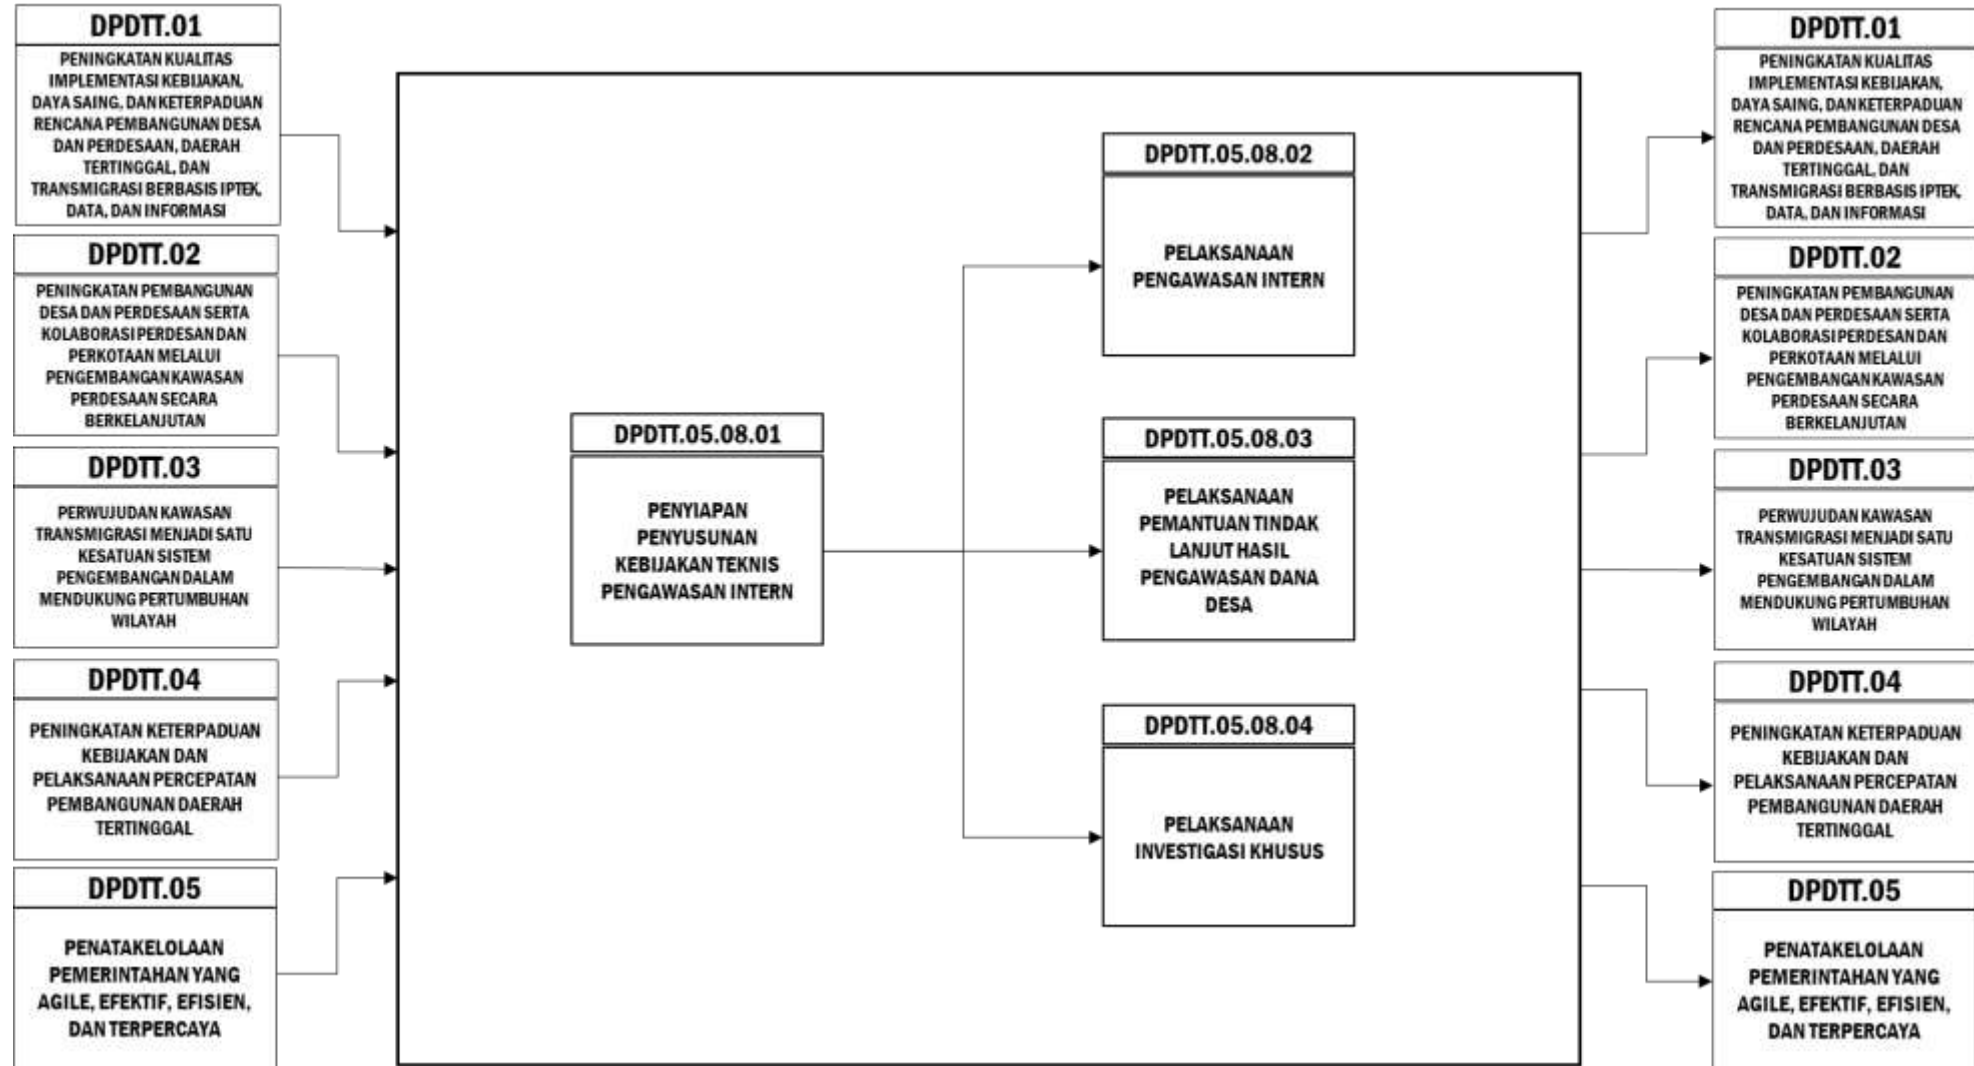 DPDTT.01
PENINGKATAN KUALITAS
IMPLEMENTASI KEBIJAKAN,
DAYA SAING, DAN KETERPADUAN
RENCANA PEMBANGUNAN DESA
DAN PERDESAAN, DAERAH
TERTINGGAL, DAN
TRANSMIGRASI BERBASIS IPTEK,
DATA, DAN INFORMASI
DPDTT.02
PENINGKATAN PEMBANGUNAN
DESA DAN PERDESAAN SERTA
KOLABORASI PERDESAN DAN
PERKOTAAN MELALUI
PENGEMBANGAN KAWASAN
PERDESAAN SECARA
BERKELANJUTAN
DPDTT.03
PERWUJUDAN KAWASAN
TRANSMIGRASI MENJADI SATU
KESATUAN SISTEM
PENGEMBANGAN DALAM
MENDUKUNG PERTUMBUHAN
WILAYAH
DPDTT.04
PENINGKATAN KETERPADUAN
KEBIJAKAN DAN
PELAKSANAAN PERCEPATAN
PEMBANGUNAN DAERAH
TERTINGGAL
DPDTT.05
PENATAKELOLAAN
PEMERINTAHAN YANG
AGILE, EFEKTIF, EFISIEN,
DAN TERPERCAYA
DPDTT.05.08.01
PENYIAPAN
PENYUSUNAN
KEBIJAKAN TEKNIS
PENGAWASAN INTERN
DPDTT.05.08.02
PELAKSANAAN
PENGAWASAN INTERN
DPDTT.05.08.03
PELAKSANAAN
PEMANTUAN TINDAK
LANJUT HASIL
PENGAWASAN DANA
DESA
DPDTT.05.08.04
PELAKSANAAN
INVESTIGASI KHUSUS
DPDTT.01
PENINGKATAN KUALITAS
IMPLEMENTASI KEBIJAKAN,
DAYA SAING, DAN KETERPADUAN
RENCANA PEMBANGUNAN DESA
DAN PERDESAAN, DAERAH
TERTINGGAL, DAN
TRANSMIGRASI BERBASIS IPTEK,
DATA, DAN INFORMASI
DPDTT.02
PENINGKATAN PEMBANGUNAN
DESA DAN PERDESAAN SERTA
KOLABORASI PERDESAN DAN
PERKOTAAN MELALUI
PENGEMBANGAN KAWASAN
PERDESAAN SECARA
BERKELANJUTAN
DPDTT.03
PERWUJUDAN KAWASAN
TRANSMIGRASI MENJADI SATU
KESATUAN SISTEM
PENGEMBANGAN DALAM
MENDUKUNG PERTUMBUHAN
WILAYAH
DPDTT.04
PENINGKATAN KETERPADUAN
KEBIJAKAN DAN
PELAKSANAAN PERCEPATAN
PEMBANGUNAN DAERAH
TERTINGGAL
DPDTT.05
PENATAKELOLAAN
PEMERINTAHAN YANG
AGILE, EFEKTIF, EFISIEN,
DAN TERPERCAYA